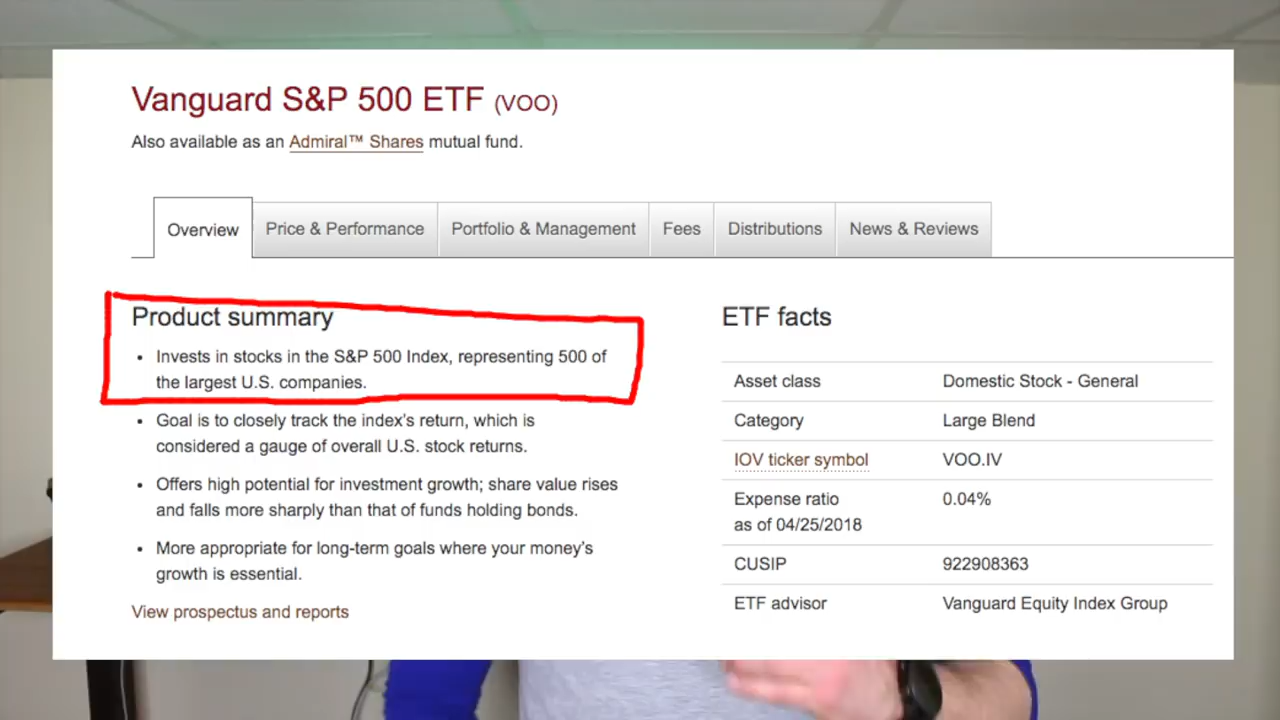 Vanguard S&P 500 ETF (VOO)
Also available as an Admiral™ Shares mutual fund.
Overview
Price & Performance
Portfolio & Management
Fees
Distributions
News & Reviews
Product summary
• Invests in stocks in the S&P 500 Index, representing 500 of
the largest U.S. companies.
• Goal is to closely track the index's return, which is
considered a gauge of overall U.S. stock returns.
• Offers high potential for investment growth; share value rises
and falls more sharply than that of funds holding bonds.
• More appropriate for long-term goals where your money's
growth is essential.
View prospectus and reports
ETF facts
Asset class Domestic Stock - General
Category Large Blend
IOV ticker symbol VOO.IV
Expense ratio 0.04%
as of 04/25/2018
CUSIP 922908363
ETF advisor Vanguard Equity Index Group